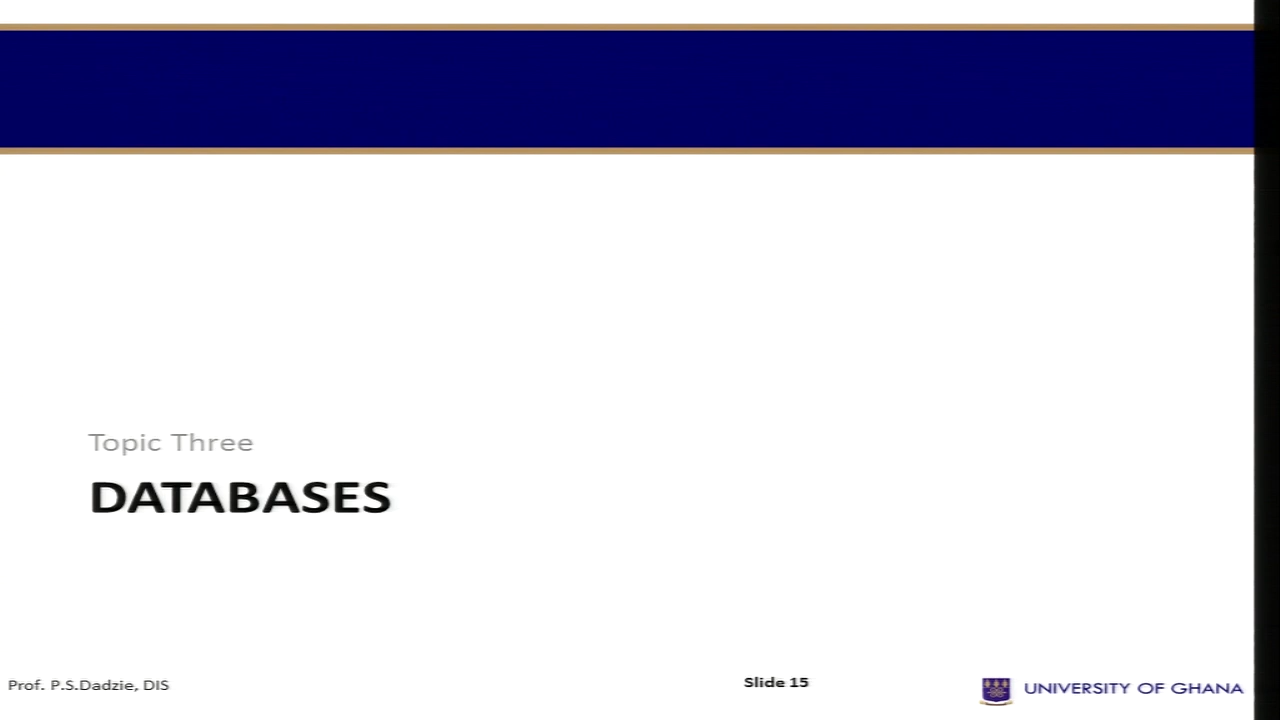 Topic Three
DATABASES
Prof. P.S.Dadzie, DIS
Slide 15
UNIVERSITY OF GHANA